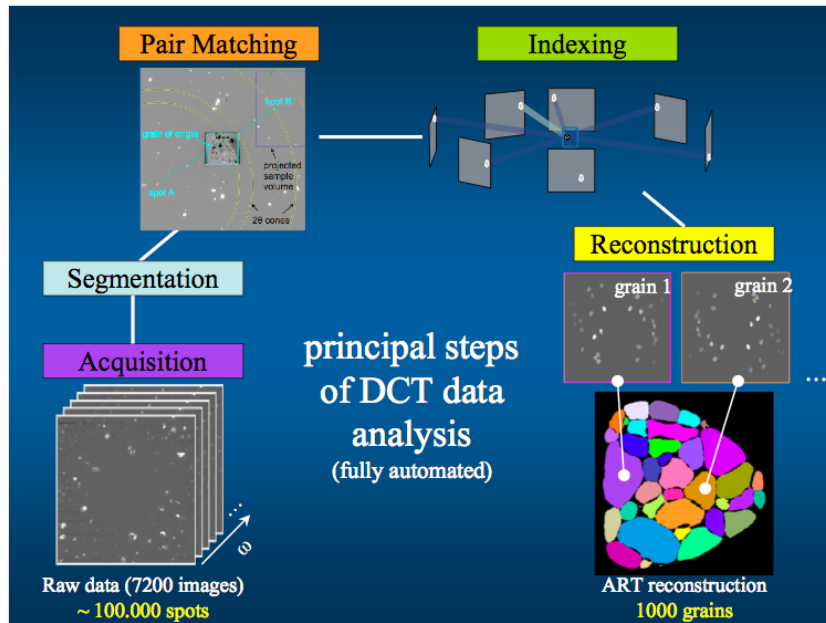 Pair Matching
Indexing
spot B
grain of origin
projected
sample
volume
spot A
2θ cones
Segmentation
Reconstruction
grain 1
grain 2
...
Acquisition
principal steps
of DCT data
analysis
(fully automated)
...
ω
Raw data (7200 images)
~ 100.000 spots
ART reconstruction
1000 grains